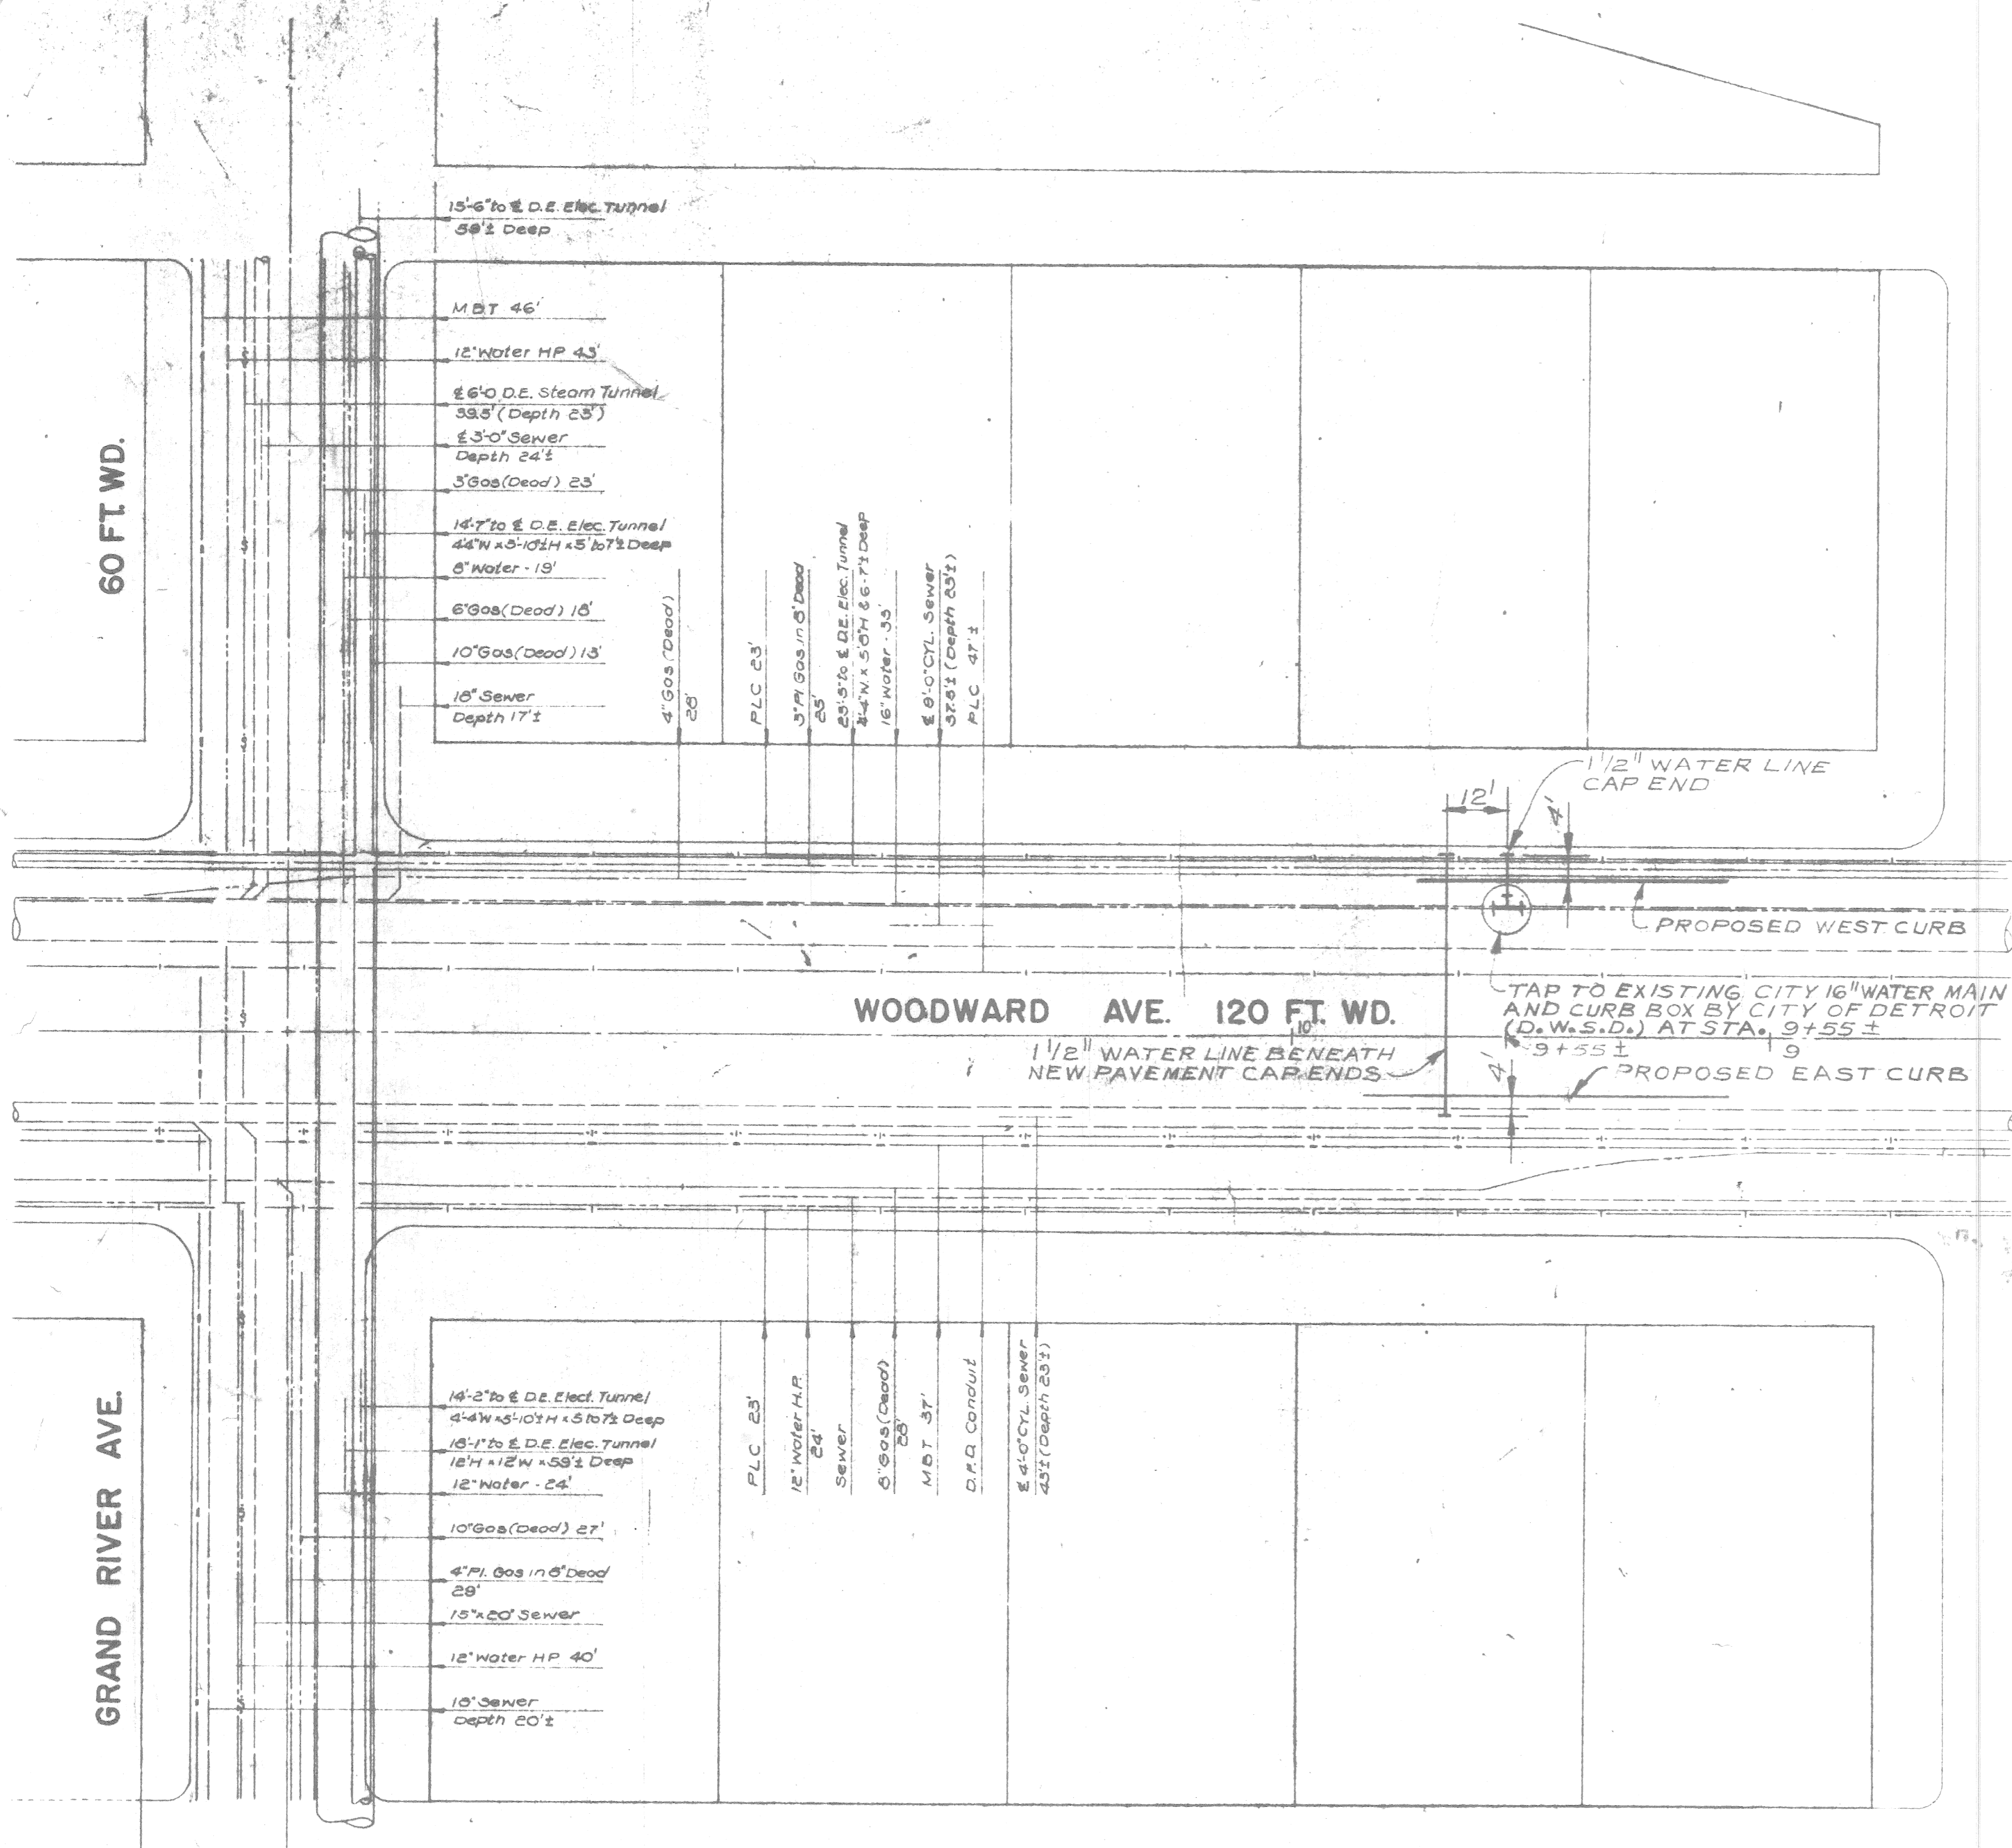 15'-6" to ℄ D.E. Elec. Tunnel
59'± Deep
MBT 46'
12" Water HP 43'
℄ 6'-0 D.E. Steam Tunnel
39.5' (Depth 23')
℄ 3'-0" Sewer
Depth 24'±
3" Gas (Dead) 23'
14'-7" to ℄ D.E. Elec. Tunnel
4'4"W x 5'-10"±H x 5' to 7'± Deep
8" Water - 19'
6" Gas (Dead) 18'
10" Gas (Dead) 13'
18" Sewer
Depth 17'±
60 FT. WD.
4" Gas (Dead)
28'
PLC 23'
3" Pl Gas in 8" Dead
25'
23'-5" to ℄ D.E. Elec. Tunnel
4'-4"W. x 5'8"H & 6-7'± Deep
16" Water - 33'
℄ 8'-0" CYL. Sewer
37.8'± (Depth 23'±)
PLC 47'±
1 1/2" WATER LINE
CAP END
12'
4'
PROPOSED WEST CURB
TAP TO EXISTING CITY 16" WATER MAIN
AND CURB BOX BY CITY OF DETROIT
(D.W.S.D.) AT STA. 9+55 ±
WOODWARD AVE. 120 FT. WD.
10
9+55 ±
9
1 1/2" WATER LINE BENEATH
NEW PAVEMENT CAP ENDS
4'
PROPOSED EAST CURB
GRAND RIVER AVE.
14'-2" to ℄ D.E. Elect. Tunnel
4'-4"W x 5'-10"±H x 5 to 7'± Deep
18'-1" to ℄ D.E. Elec. Tunnel
12'H x 12'W x 59'± Deep
12" Water - 24'
10" Gas (Dead) 27'
4" Pl. Gas in 8" Dead
29'
15" x 20" Sewer
12" Water HP 40'
18" Sewer
Depth 20'±
PLC 23'
12" Water H.P.
24'
Sewer
8" Gas (Dead)
28'
MBT 37'
D.P.D. Conduit
℄ 4'-0" CYL. Sewer
43'± (Depth 23'±)